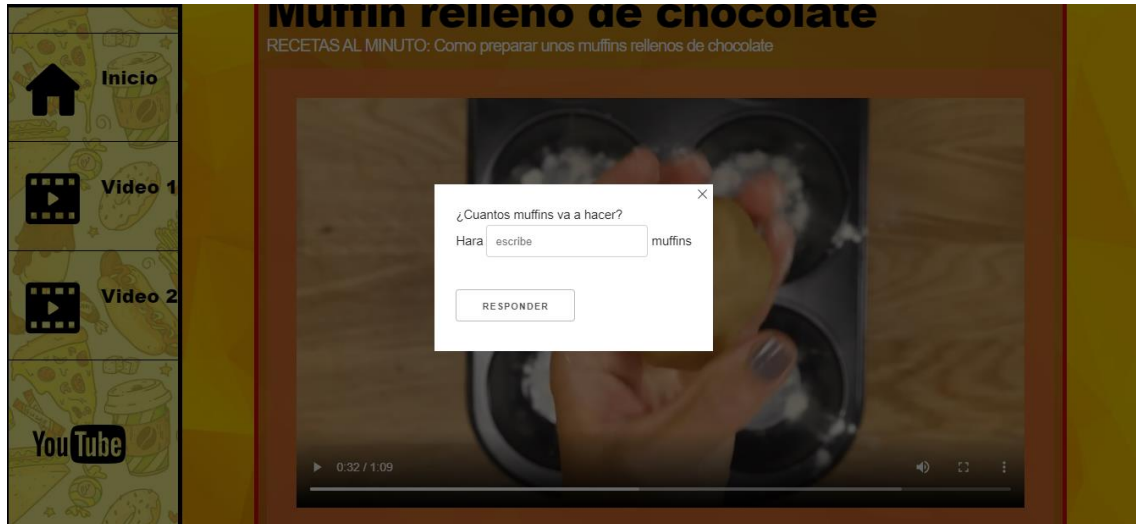 Muffin relleno de chocolate
RECETAS AL MINUTO: Como preparar unos muffins rellenos de chocolate
Inicio
Video 1
Video 2
YouTube
¿Cuantos muffins va a hacer?
Hara escribe muffins
RESPONDER
0:32 / 1:09